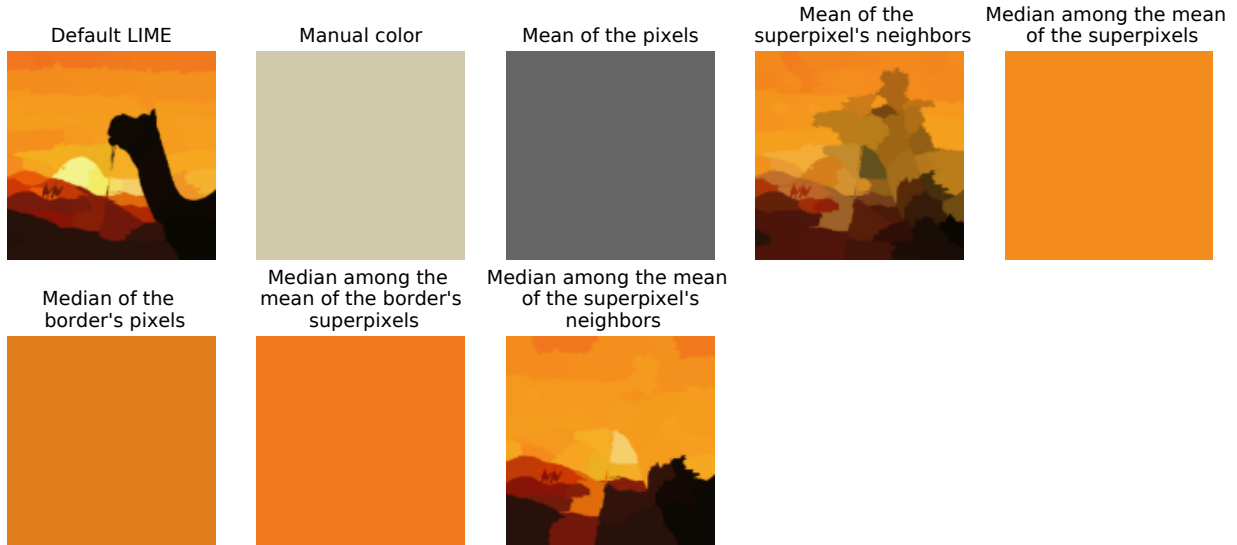 Default LIME
Manual color
Mean of the pixels
Mean of the
superpixel's neighbors
Median among the mean
of the superpixels
Median of the
border's pixels
Median among the
mean of the border's
superpixels
Median among the mean
of the superpixel's
neighbors